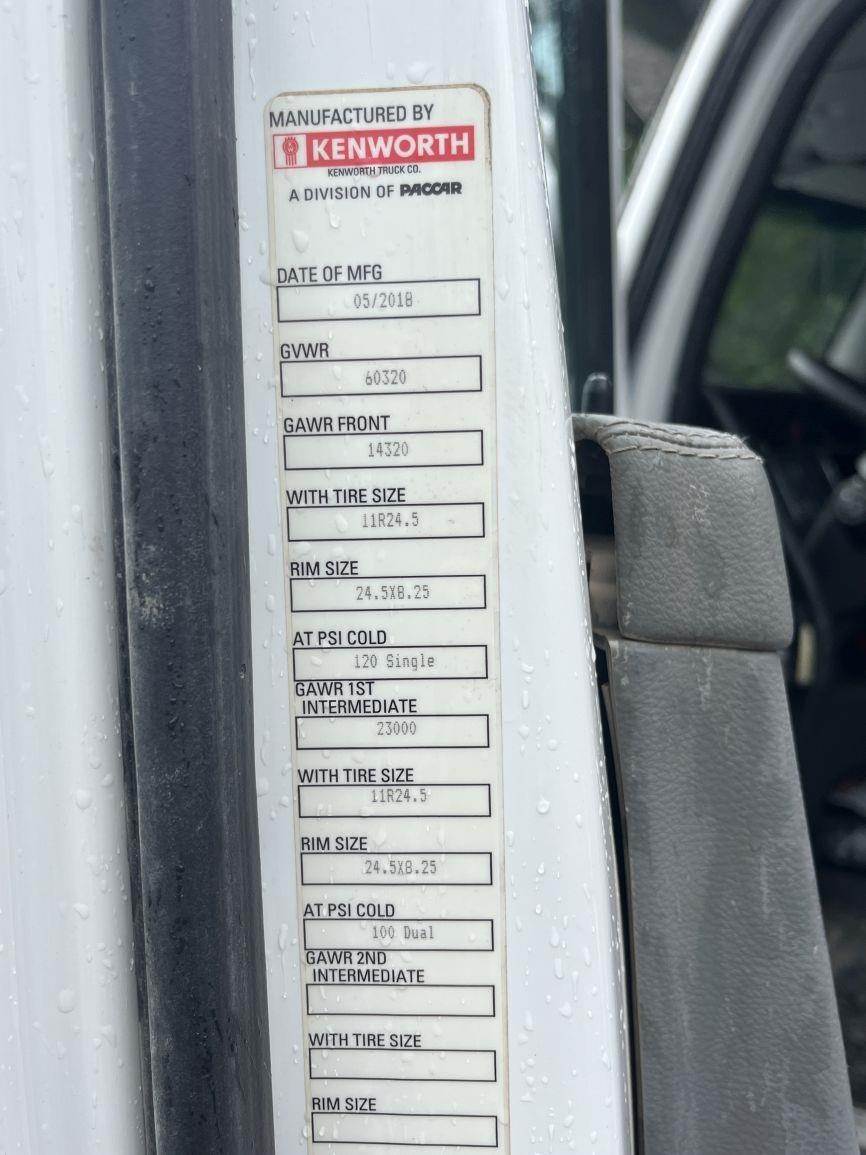 MANUFACTURED BY
KENWORTH
KENWORTH TRUCK CO.
A DIVISION OF PACCAR
DATE OF MFG
05/2018
GVWR
60320
GAWR FRONT
14320
WITH TIRE SIZE
11R24.5
RIM SIZE
24.5X8.25
AT PSI COLD
120 Single
GAWR 1ST
INTERMEDIATE
23000
WITH TIRE SIZE
11R24.5
RIM SIZE
24.5X8.25
AT PSI COLD
100 Dual
GAWR 2ND
INTERMEDIATE
WITH TIRE SIZE
RIM SIZE